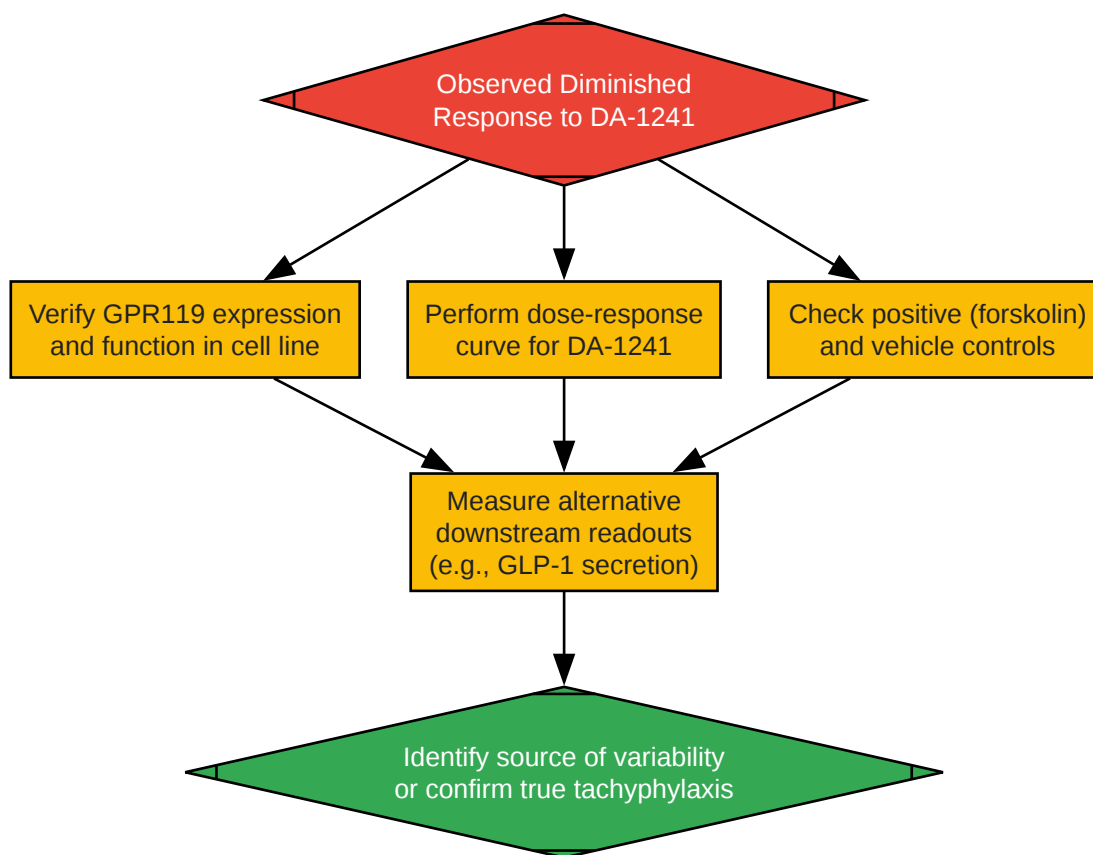 Observed Diminished
Response to DA-1241
Verify GPR119 expression
and function in cell line
Perform dose-response
curve for DA-1241
Check positive (forskolin)
and vehicle controls
Measure alternative
downstream readouts
(e.g., GLP-1 secretion)
Identify source of variability
or confirm true tachyphylaxis